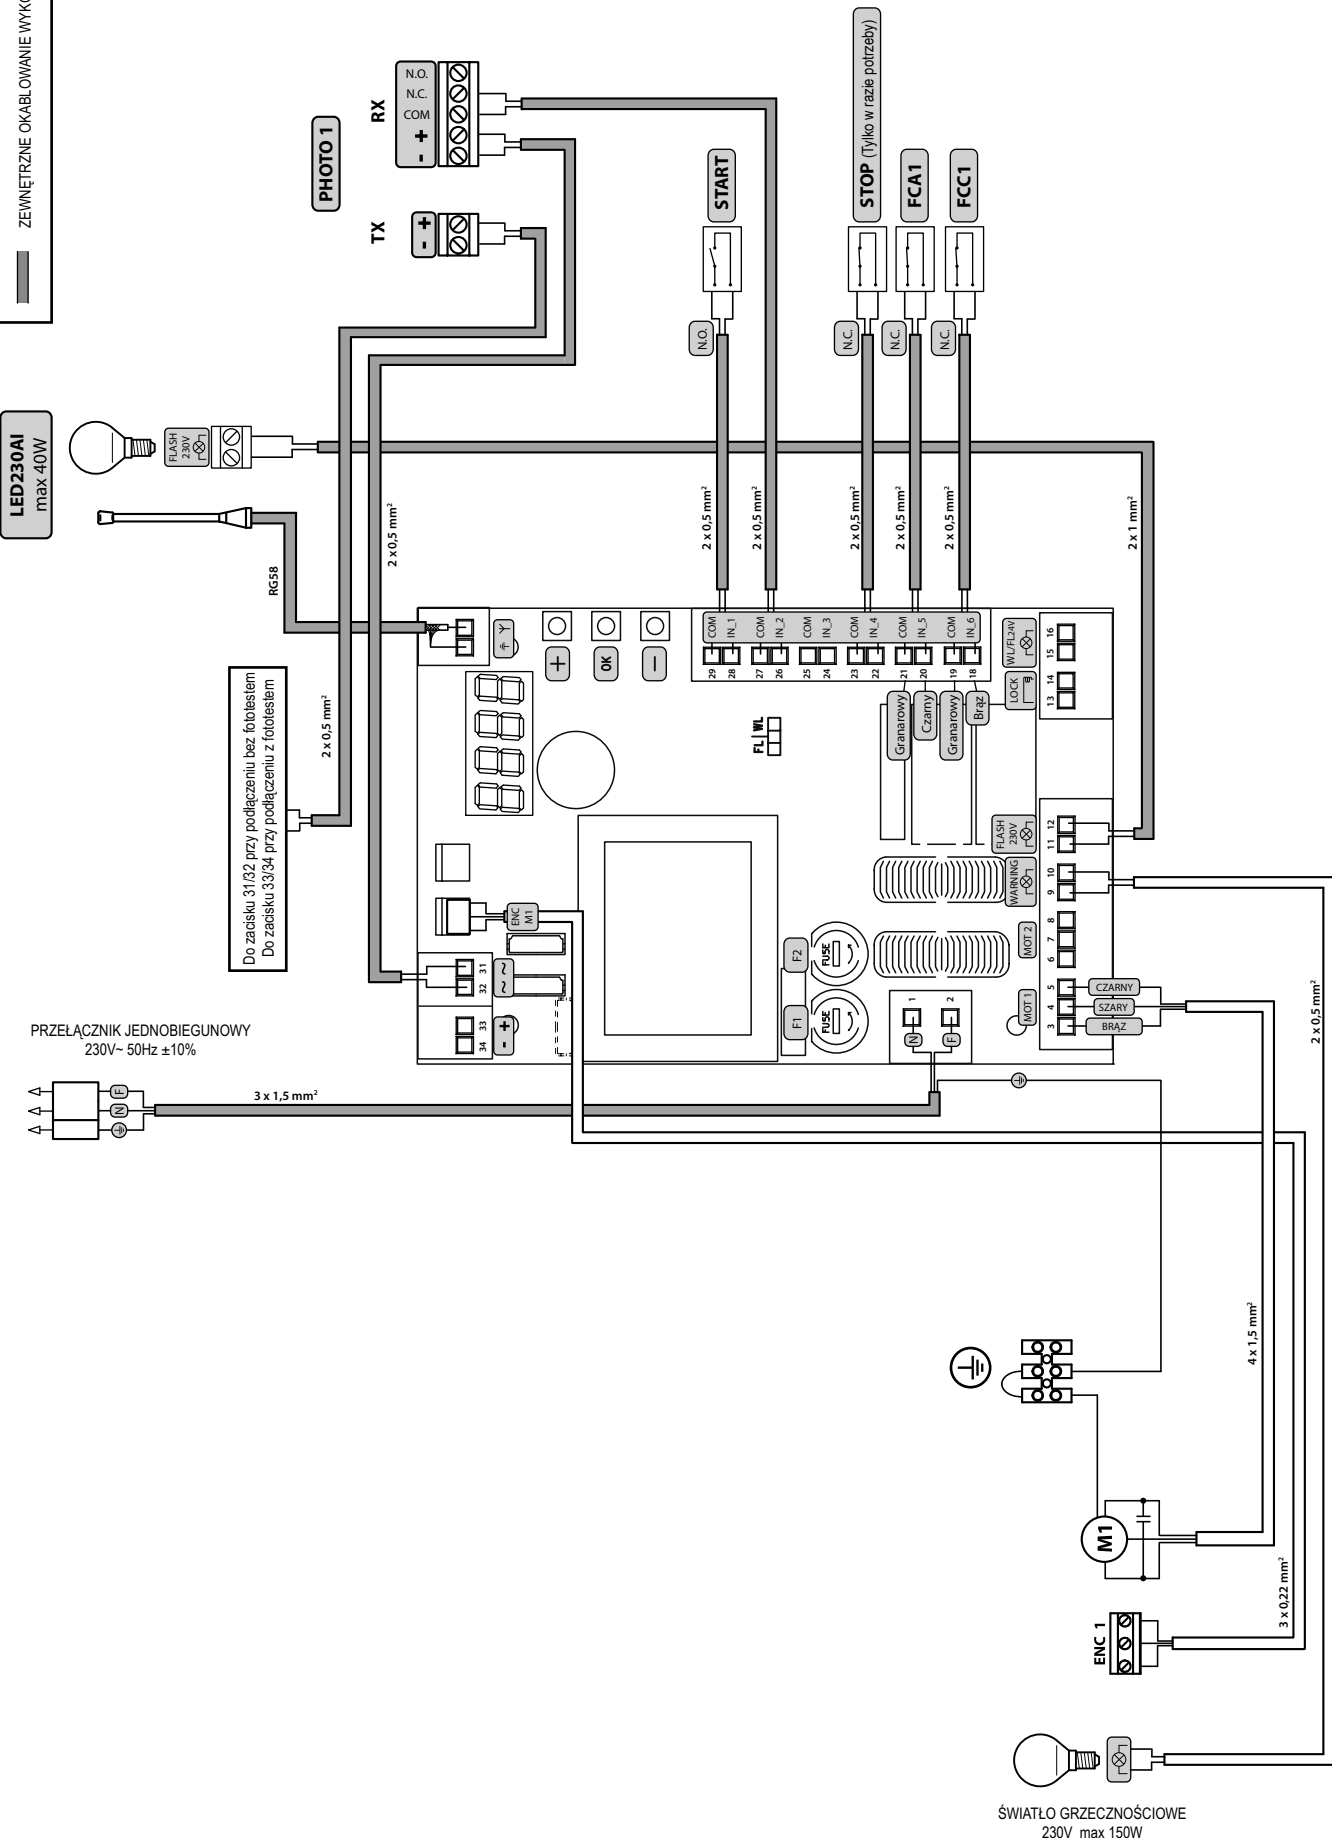 ZEWNĘTRZNE OKABLOWANIE
LED230AI
max 40W
FLASH
230V
RG58
2 x 0,5 mm²
2 x 0,5 mm²
PHOTO 1
TX
- +
RX
N.O.
N.C.
COM
- +
START
N.O.
STOP (Tylko w razie potrzeby)
N.C.
FCA1
N.C.
FCC1
N.C.
2 x 0,5 mm²
2 x 0,5 mm²
2 x 0,5 mm²
2 x 0,5 mm²
2 x 0,5 mm²
2 x 1 mm²
Do zacisku 31/32 przy podłączeniu bez fototestem
Do zacisku 33/34 przy podłączeniu z fototestem
Y
+
OK
-
COM
IN_1
COM
IN_2
COM
IN_3
COM
IN_4
COM
IN_5
COM
IN_6
29
28
27
26
25
24
23
22
21
20
19
18
Granarowy
Czarny
Granarowy
Brąz
FL WL
WL/FL24V
LOCK
16
15
14
13
FLASH
230V
WARNING
MOT 2
MOT 1
12
11
10
9
8
7
6
5
4
3
CZARNY
SZARY
BRĄZ
ENC
M1
31
32
33
34
~ ~
- +
F2
FUSE
F1
FUSE
1
2
N
F
PRZEŁĄCZNIK JEDNOBIEGUNOWY
230V~ 50Hz ±10%
F
N
3 x 1,5 mm²
4 x 1,5 mm²
2 x 0,5 mm²
3 x 0,22 mm²
M1
ENC 1
ŚWIATŁO GRZECZNOŚCIOWE
230V max 150W